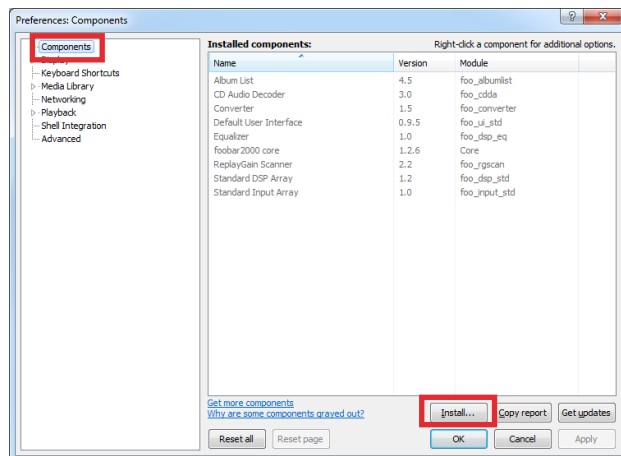 Preferences: Components
Components
Display
Keyboard Shortcuts
Media Library
Networking
Playback
Shell Integration
Advanced
Installed components: Right-click a component for additional options.
Name Version Module
Album List 4.5 foo_albumlist
CD Audio Decoder 3.0 foo_cdda
Converter 1.5 foo_converter
Default User Interface 0.9.5 foo_ui_std
Equalizer 1.0 foo_dsp_eq
foobar2000 core 1.2.6 Core
ReplayGain Scanner 2.2 foo_rgscan
Standard DSP Array 1.2 foo_dsp_std
Standard Input Array 1.0 foo_input_std
Get more components
Why are some components grayed out?
Install... Copy report Get updates
Reset all Reset page OK Cancel Apply